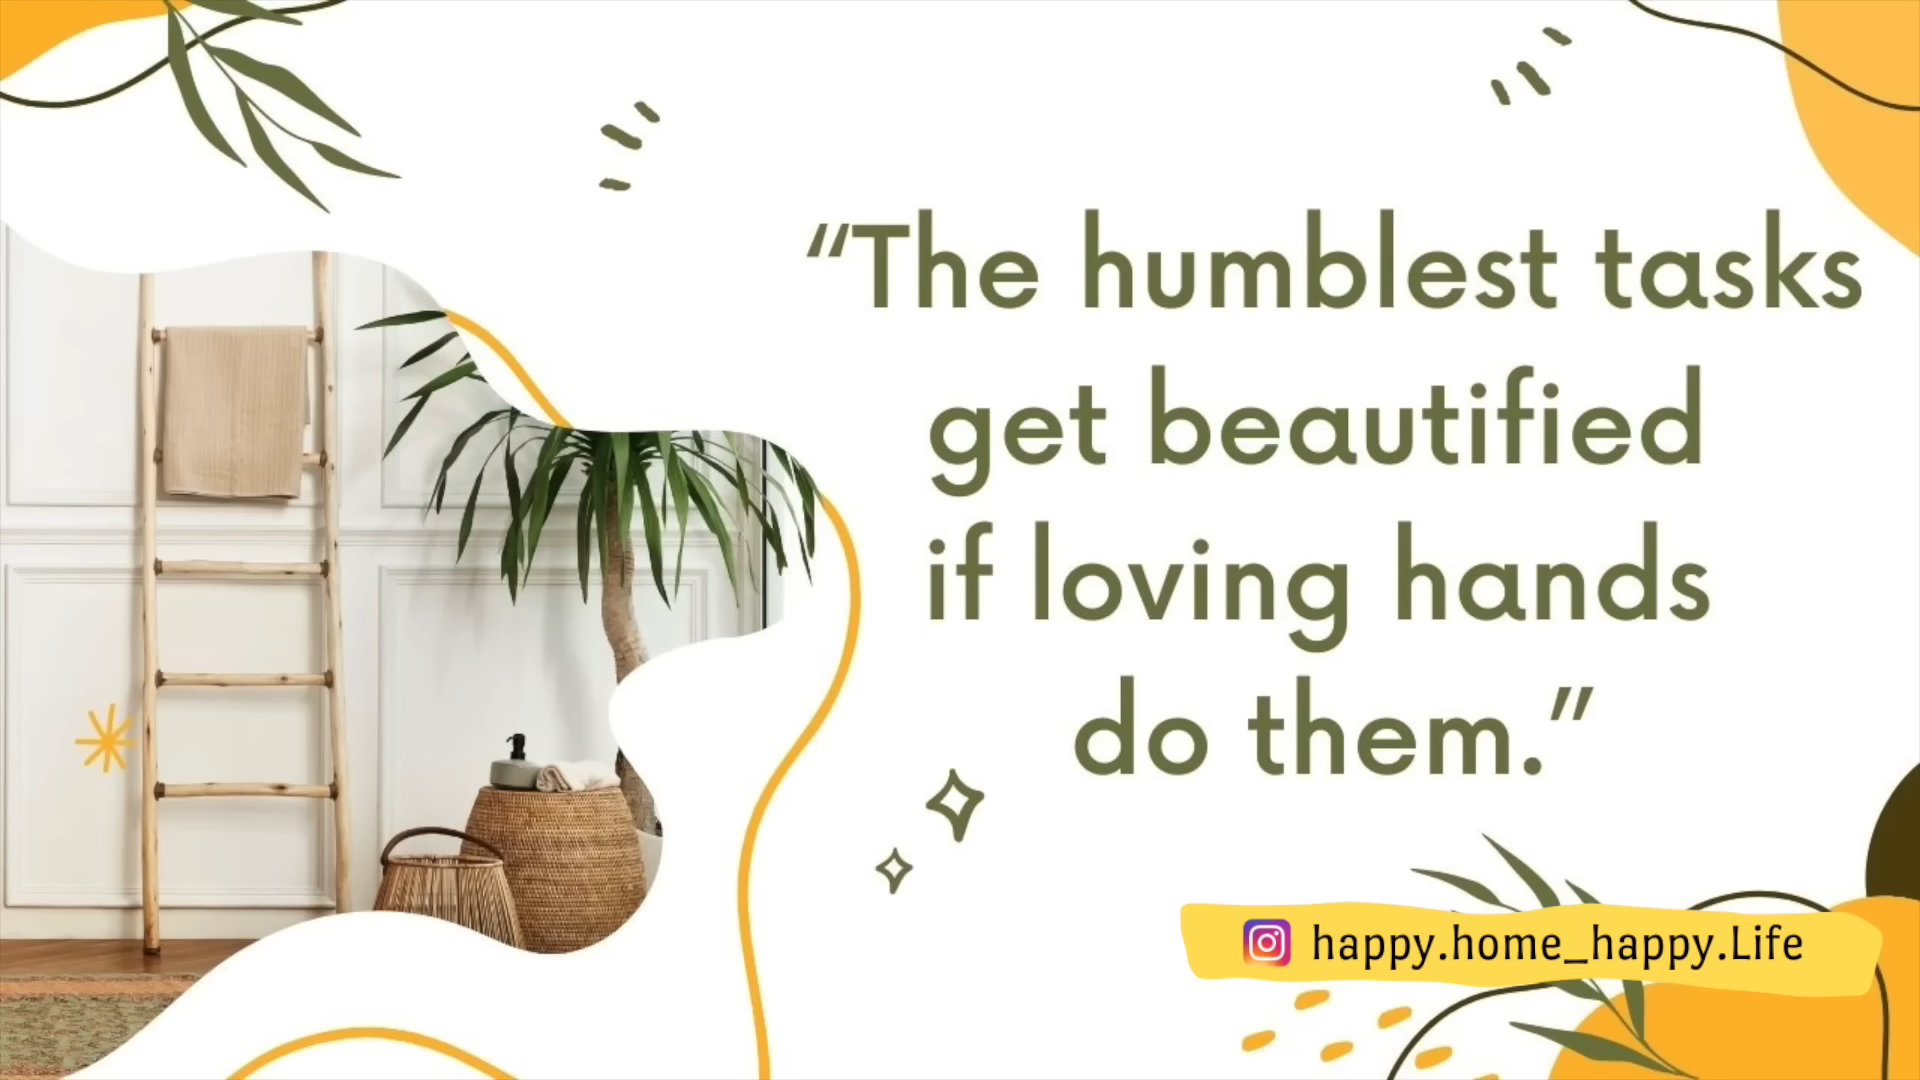 “The humblest tasks
get beautified
if loving hands
do them.”
happy.home_happy.Life